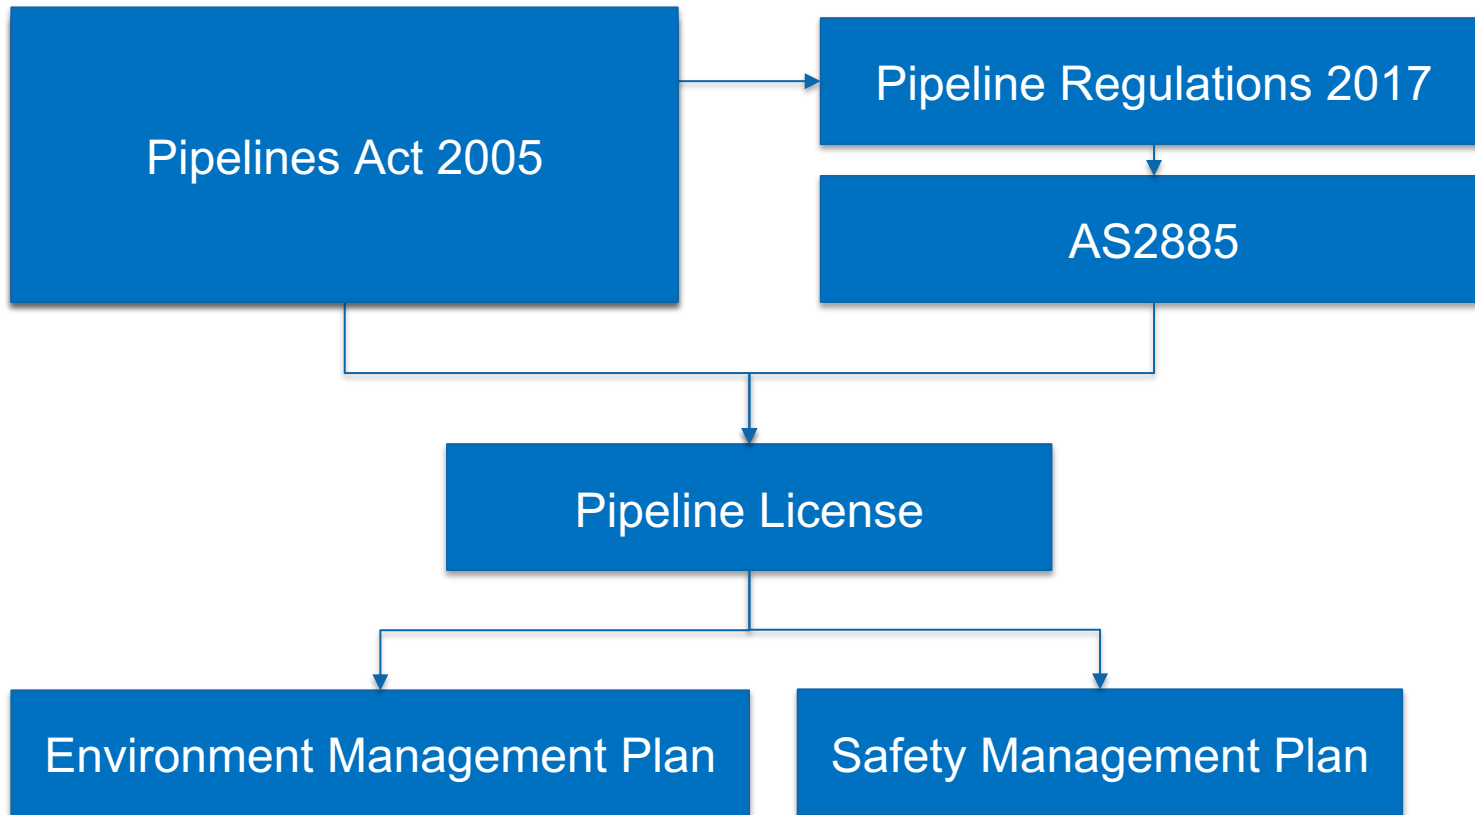 Pipelines Act 2005
Pipeline Regulations 2017
AS2885
Pipeline License
Environment Management Plan
Safety Management Plan